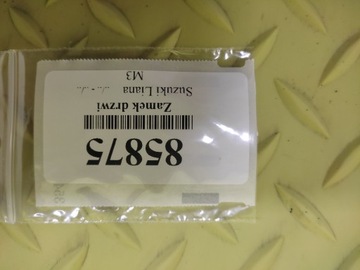 85875
Zamek drzwi
Suzuki Liana ../.. - ../..
M3